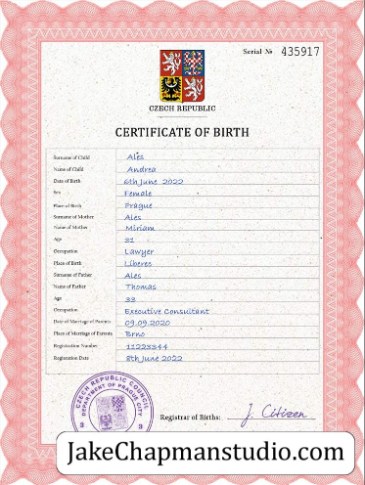 Serial № 435917
CZECH REPUBLIC
CERTIFICATE OF BIRTH
Surname of Child Ales
Name of Child Andrea
Date of Birth 6th June 2022
Sex Female
Place of Birth Prague
Surname of Mother Ales
Name of Mother Miriam
Age 31
Occupation Lawyer
Place of Birth Liberec
Surname of Father Ales
Name of Father Thomas
Age 33
Occupation Executive Consultant
Date of Marriage of Parents 09.09.2020
Place of Marriage of Parents Brno
Registration Number 11223344
Registration Date 8th June 2022
CZECH REPUBLIC COUNCIL
DEPARTMENT OF PRAGUE CITY
Registrar of Births: J. Citizen
JakeChapmanstudio.com